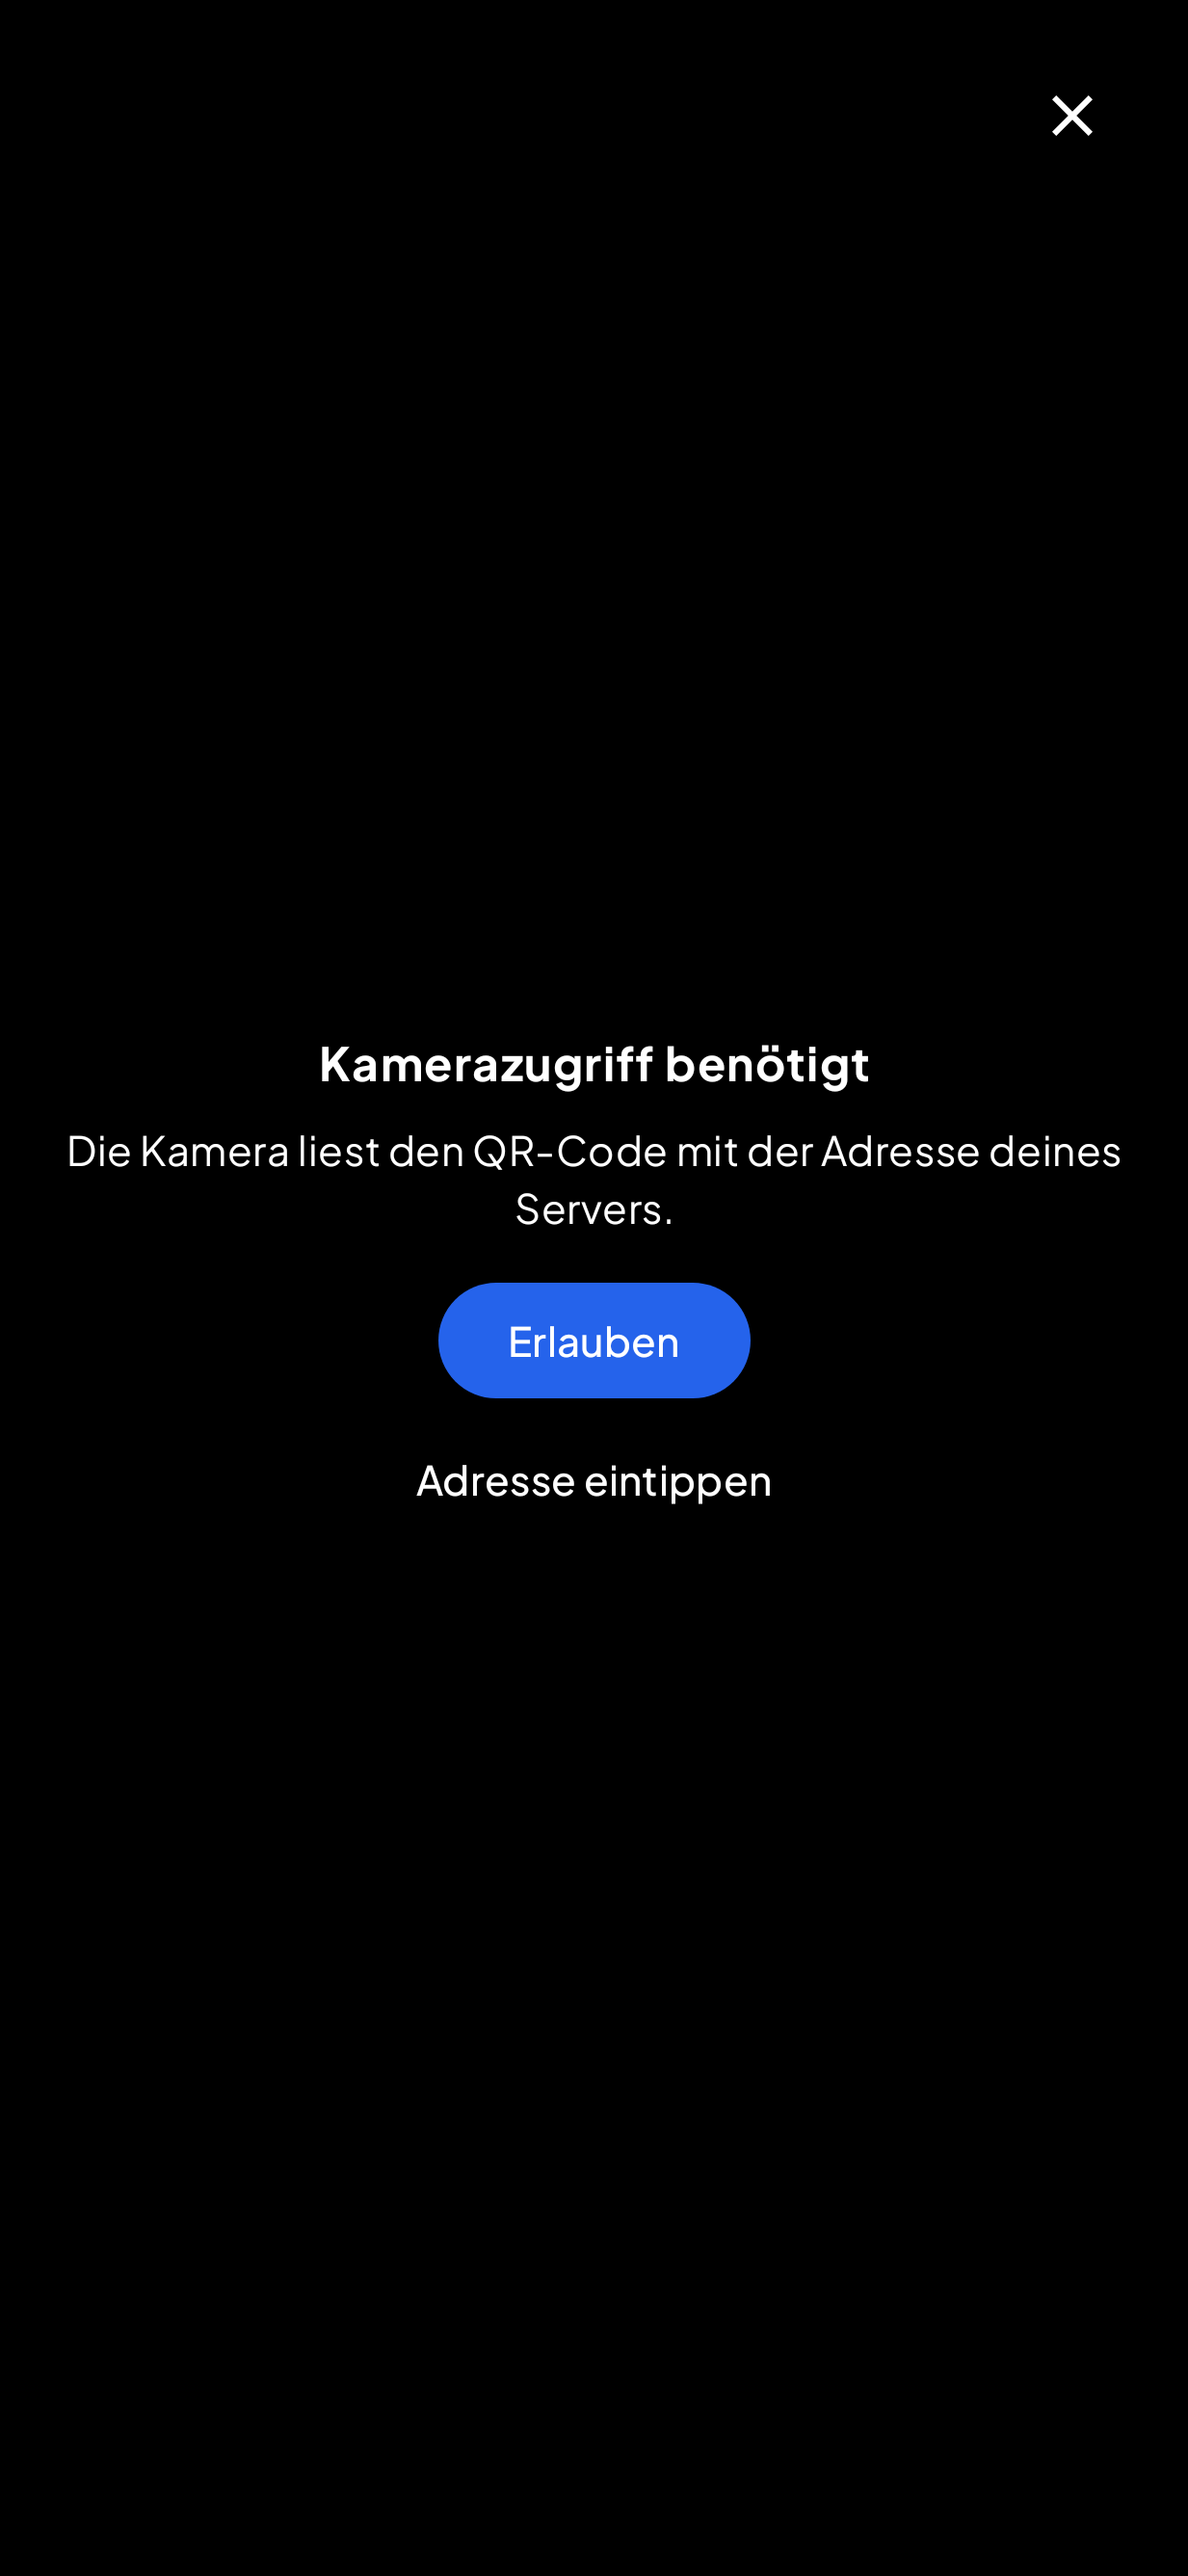 Kamerazugriff benötigt
Die Kamera liest den QR-Code mit der Adresse deines
Servers.
Erlauben
Adresse eintippen